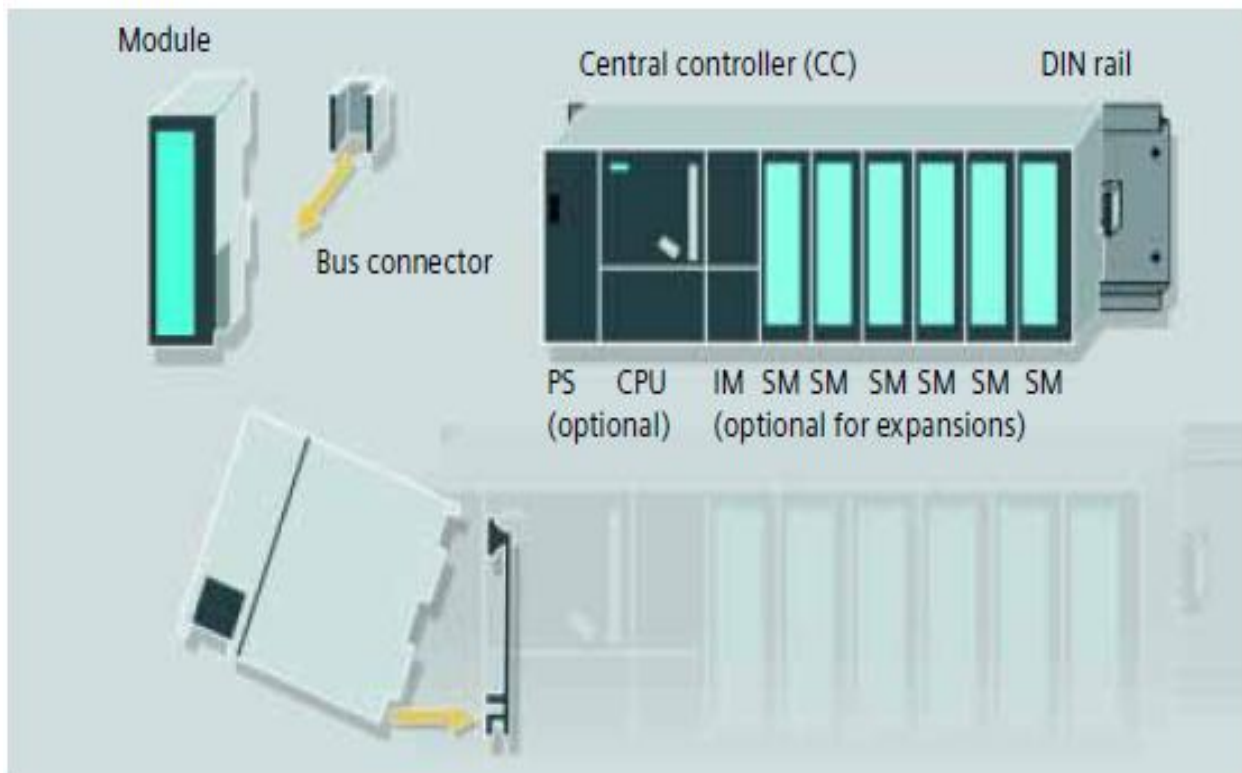 Module
Central controller (CC)
DIN rail
Bus connector
PS CPU IM SM SM SM SM SM SM
(optional) (optional for expansions)